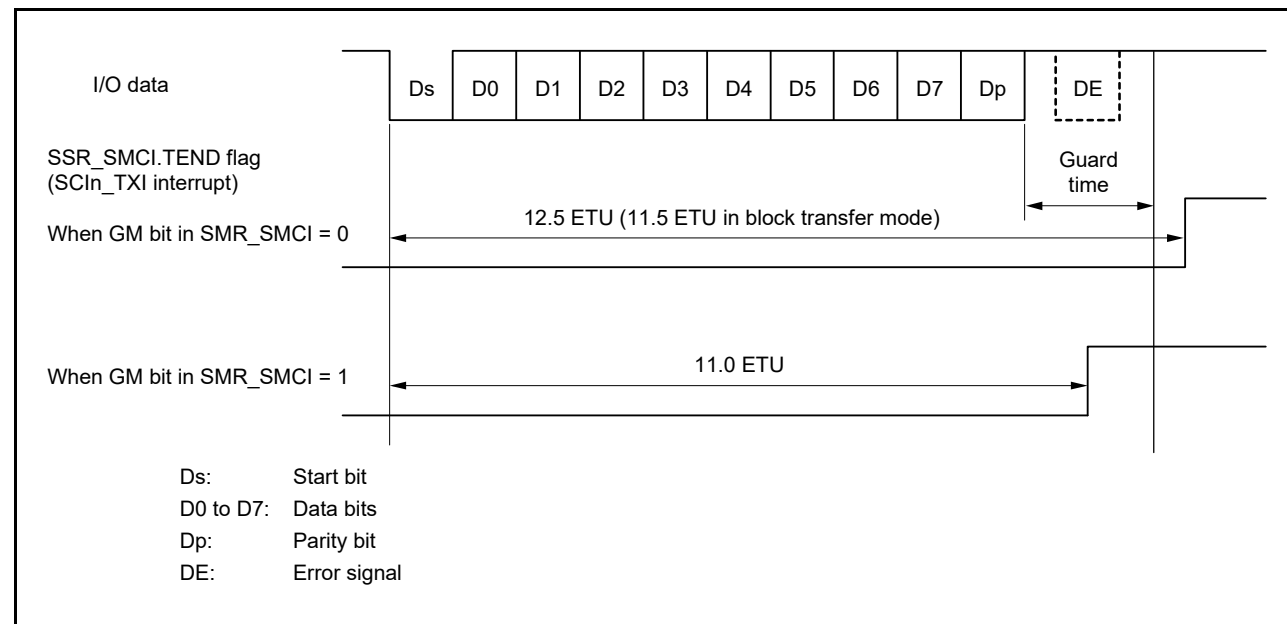 I/O data
Ds D0 D1 D2 D3 D4 D5 D6 D7 Dp DE
SSR_SMCI.TEND flag
(SCIn_TXI interrupt)
Guard
time
When GM bit in SMR_SMCI = 0
12.5 ETU (11.5 ETU in block transfer mode)
When GM bit in SMR_SMCI = 1
11.0 ETU
Ds: Start bit
D0 to D7: Data bits
Dp: Parity bit
DE: Error signal